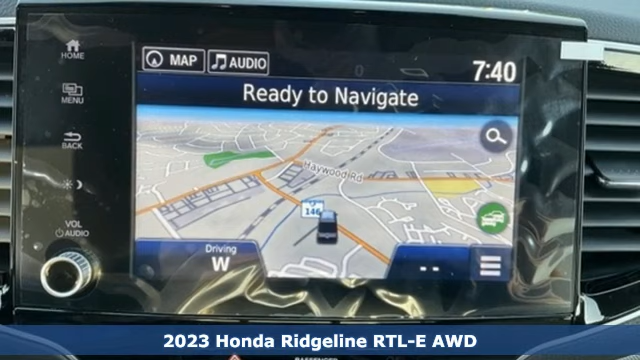 HOME
MENU
BACK
VOL
AUDIO
MAP
AUDIO
7:40
Ready to Navigate
Haywood Rd
146
Driving
W
--
2023 Honda Ridgeline RTL-E AWD
PASSENGER